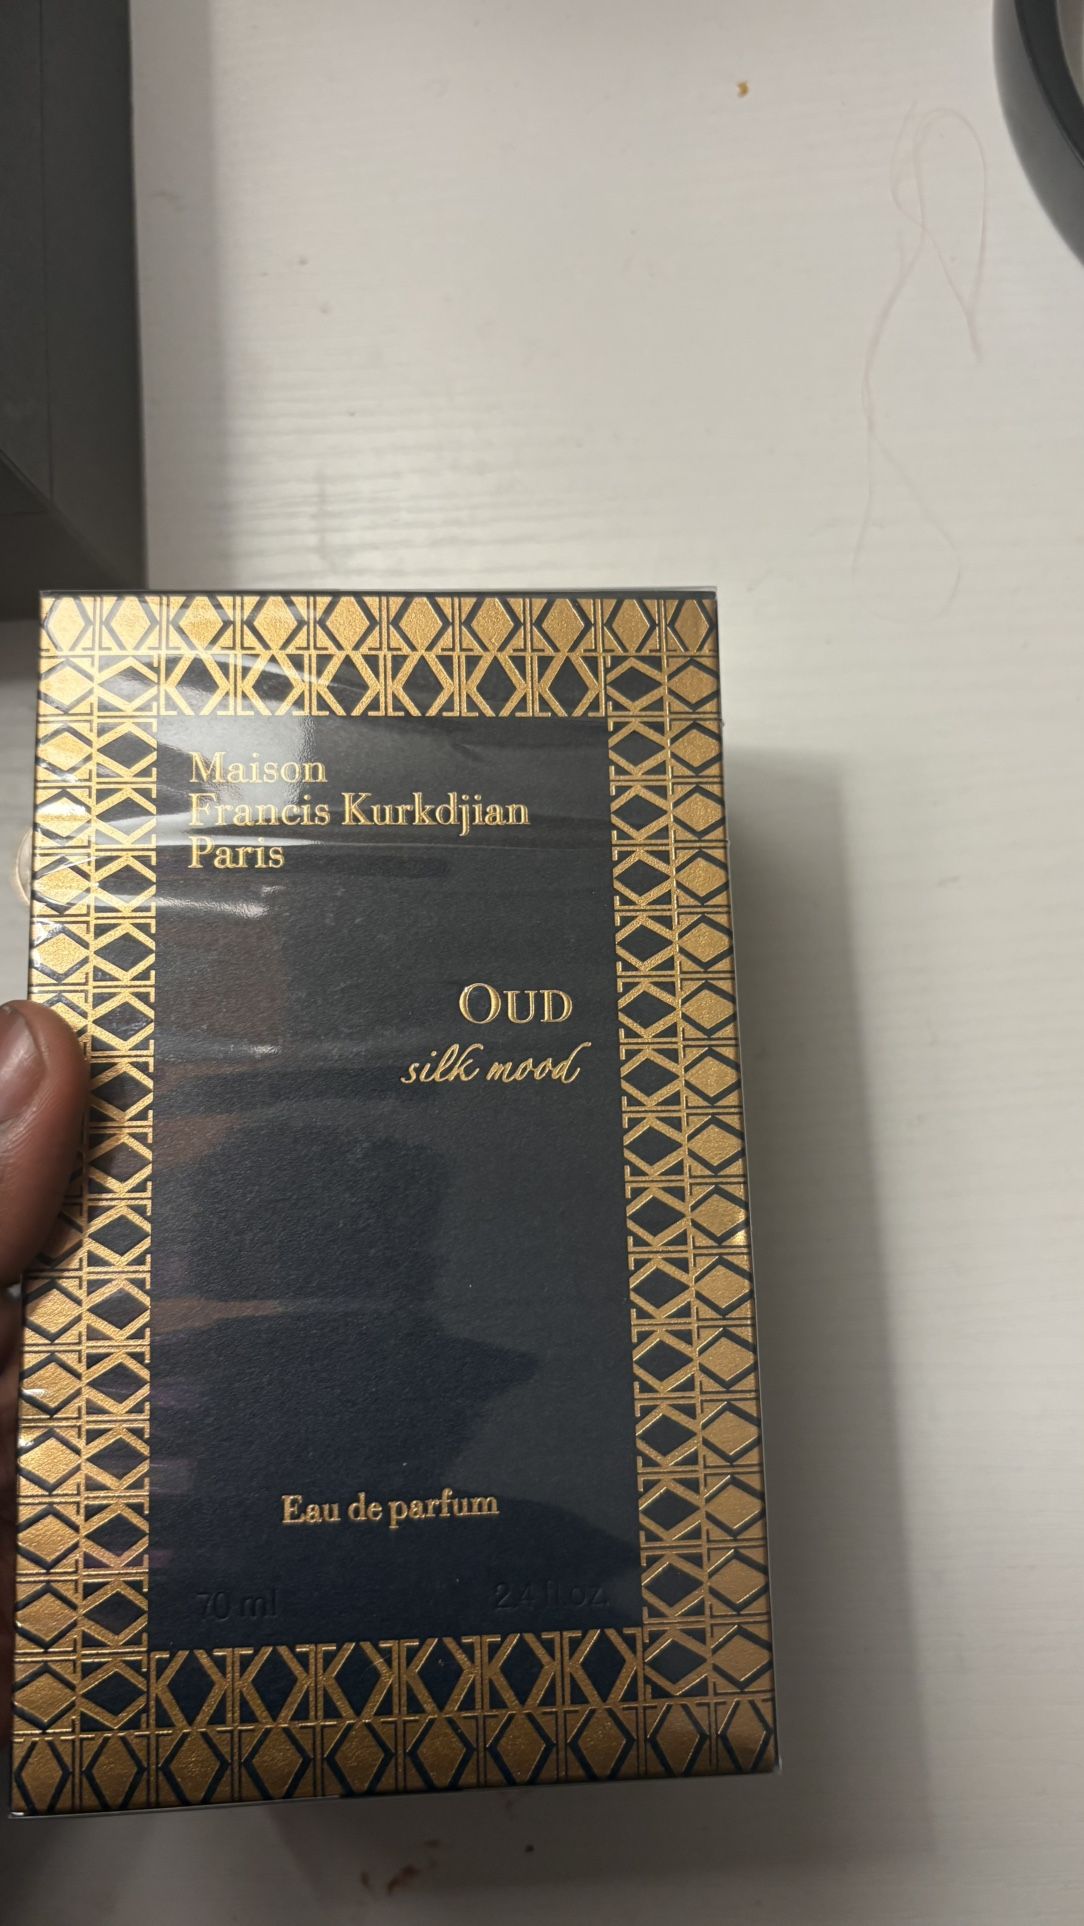 Maison
Francis Kurkdjian
Paris
OUD
silk mood
Eau de parfum
70 ml 2.4 fl.oz.